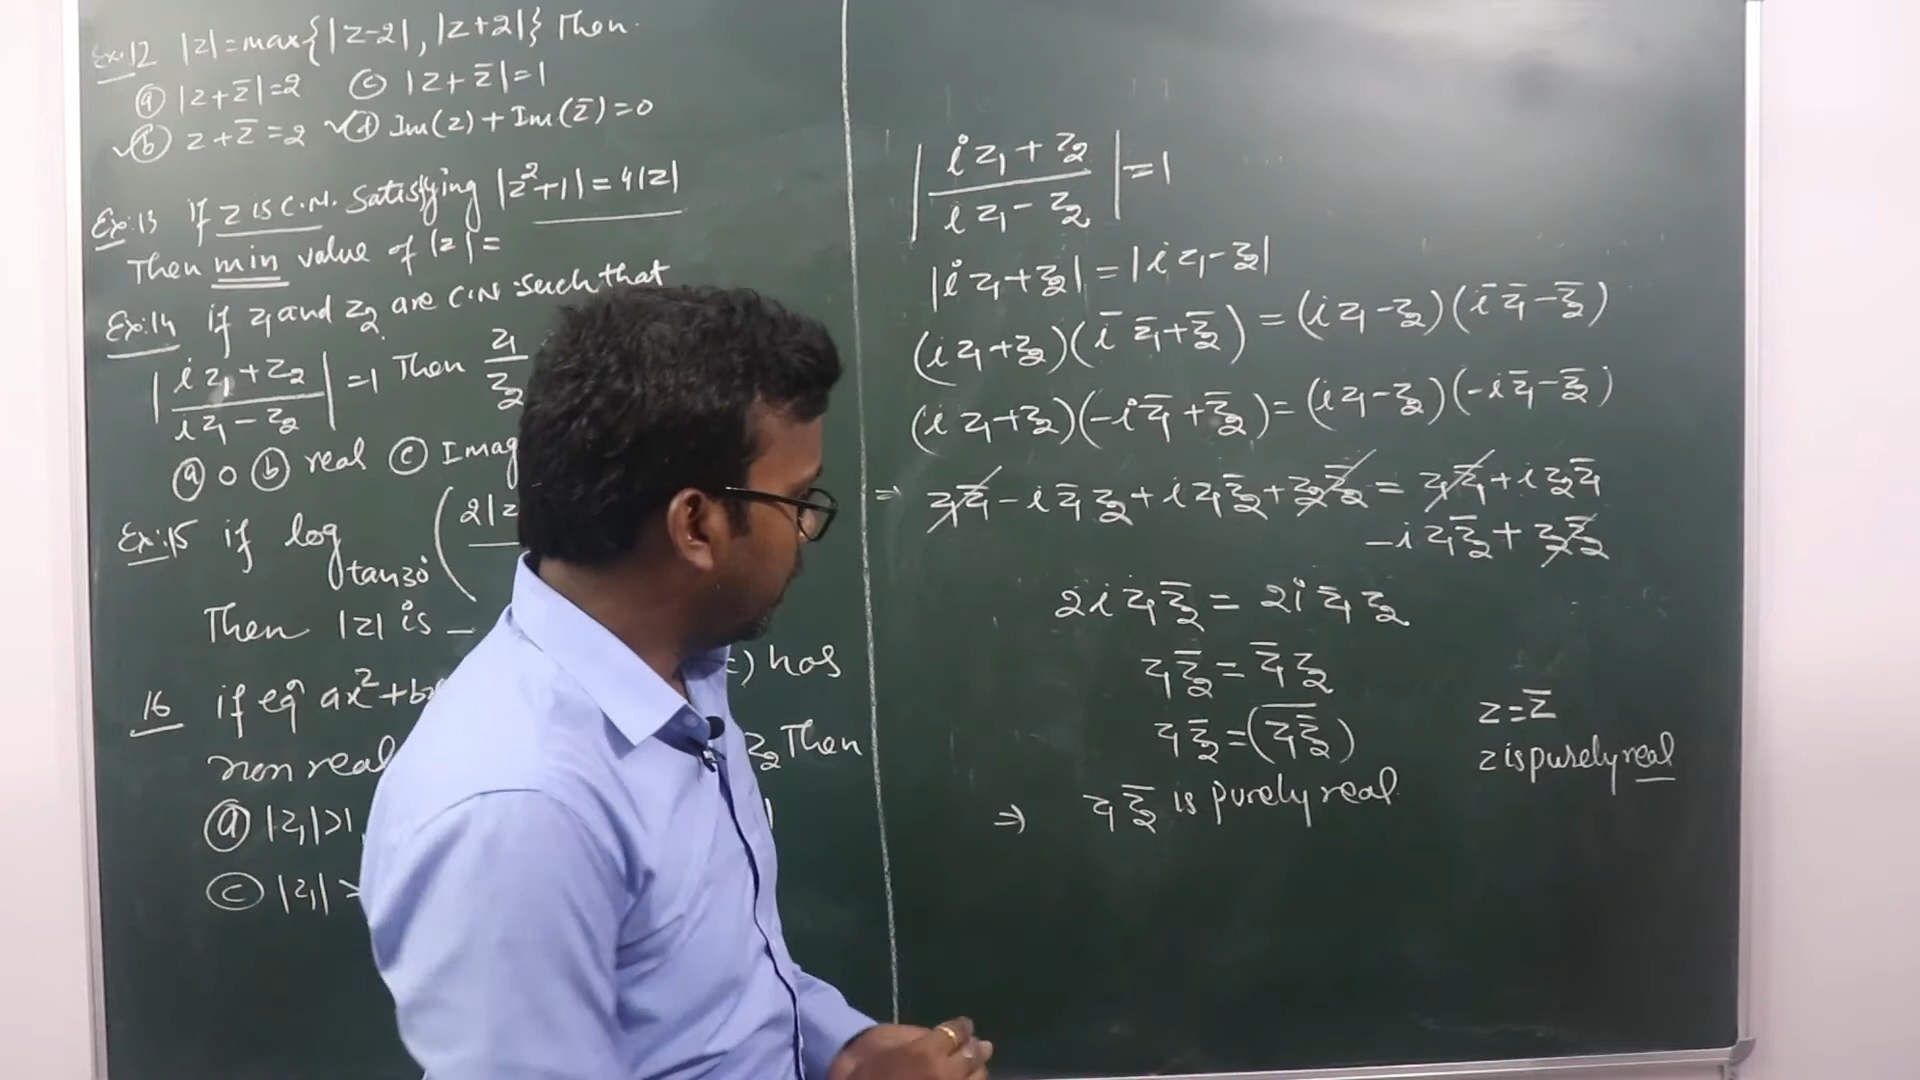 Ex:12 |z|=max{|z-2|, |z+2|} Then
ⓐ |z+z̄|=2 ⓒ |z+z̄|=1
✓ⓑ z+z̄=2 ✓ⓓ Im(z)+Im(z̄)=0
Ex:13 if z is C.N. Satisfying |z²+1|=4|z|
Then min value of |z|=
Ex:14 if z₁ and z₂ are C.N. such that
|(iz₁+z₂)/(iz₁-z₂)|=1 Then z₁/z₂
ⓐ 0 ⓑ real ⓒ Imag
Ex:15 if log tan30° (2|z
Then |z| is _
16 if eqⁿ ax²+b ) has
non real z₂ Then
ⓐ |z₁|>1
ⓒ |z₁|>
|(iz₁+z₂)/(iz₁-z₂)|=1
|iz₁+z₂|=|iz₁-z₂|
(iz₁+z₂)(ī z̄₁+z̄₂)=(iz₁-z₂)(ī z̄₁-z̄₂)
(iz₁+z₂)(-iz̄₁+z̄₂)=(iz₁-z₂)(-iz̄₁-z̄₂)
⇒ z₁z̄₁-iz̄₁z₂+iz₁z̄₂+z₂z̄₂=z₁z̄₁+iz₂z̄₁
-iz₁z̄₂+z₂z̄₂
2iz₁z̄₂=2iz̄₁z₂
z₁z̄₂=z̄₁z₂
z₁z̄₂=(\overline{z₁z̄₂})
⇒ z₁z̄₂ is purely real
z=z̄
z is purely real